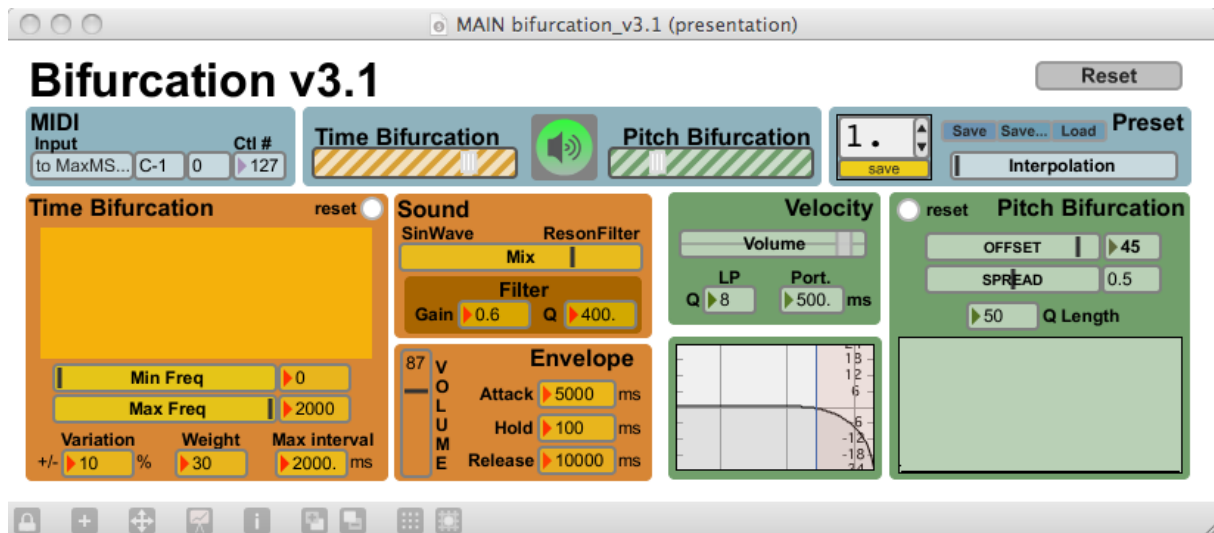 MAIN bifurcation_v3.1 (presentation)
Bifurcation v3.1
Reset
MIDI
Input
Ctl #
to MaxMS... C-1 0 127
Time Bifurcation
Pitch Bifurcation
1.
save
Save Save... Load Preset
Interpolation
Time Bifurcation reset
Min Freq 0
Max Freq 2000
Variation Weight Max interval
+/- 10 % 30 2000. ms
Sound
SinWave ResonFilter
Mix
Filter
Gain 0.6 Q 400.
87 VOLUME
Envelope
Attack 5000 ms
Hold 100 ms
Release 10000 ms
Velocity
Volume
LP Port.
Q 8 500. ms
18
12
6
-6
-12
-18
24
reset Pitch Bifurcation
OFFSET 45
SPREAD 0.5
50 Q Length